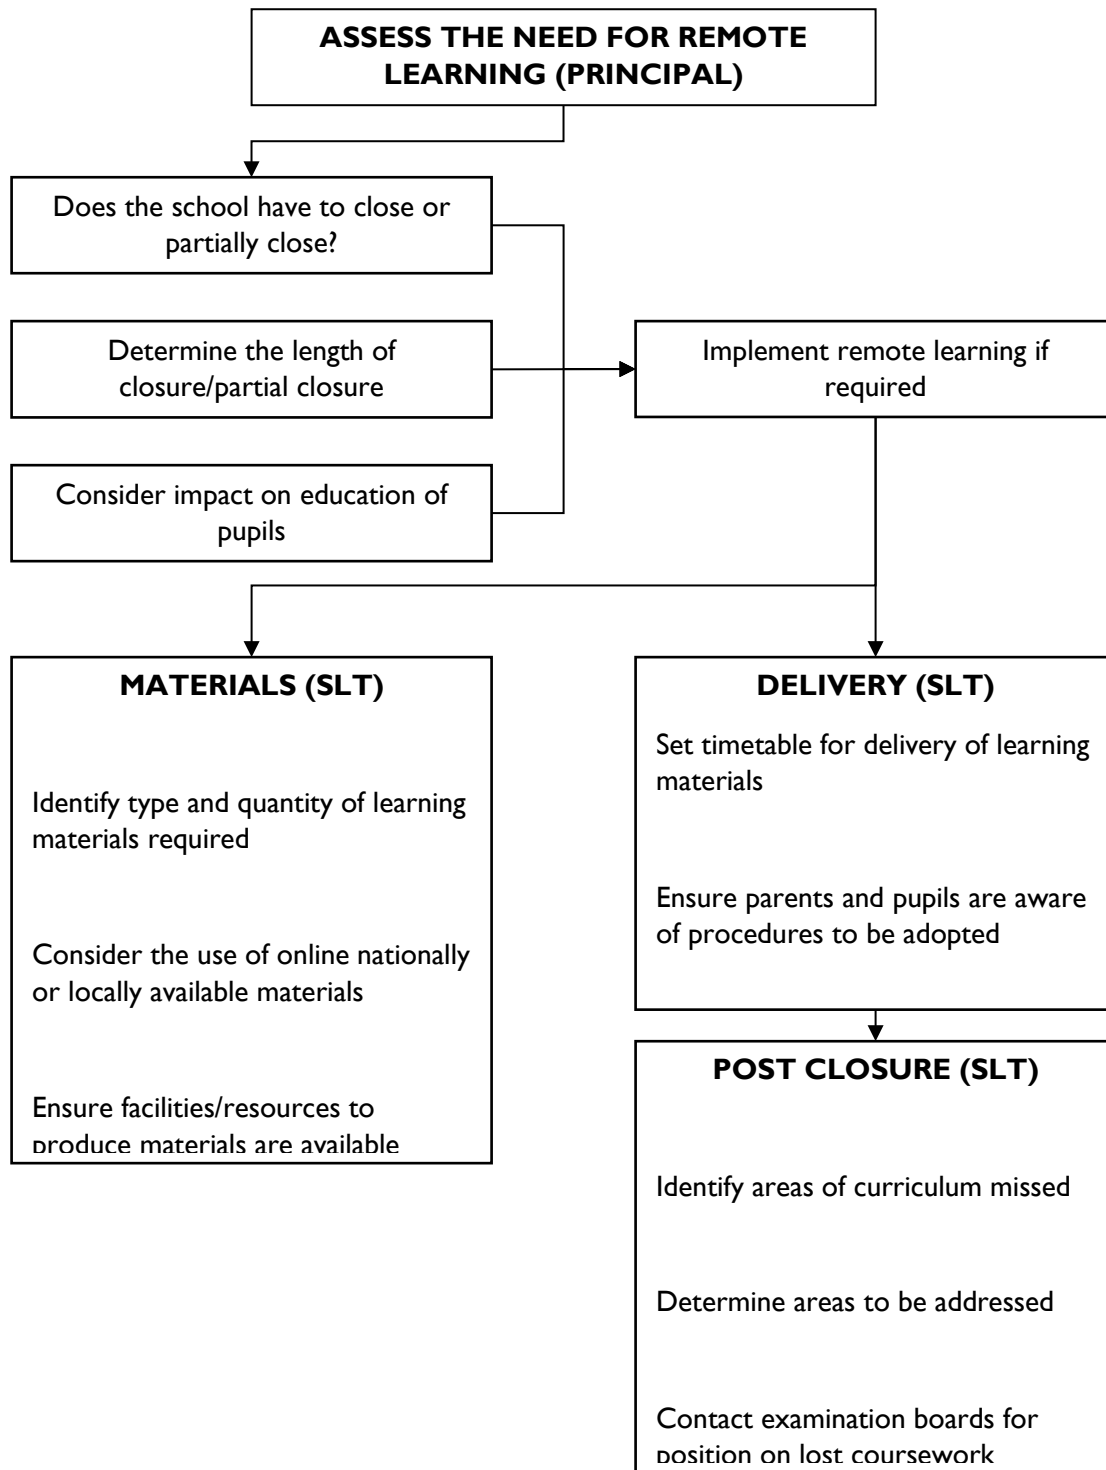 ASSESS THE NEED FOR REMOTE
LEARNING (PRINCIPAL)
Does the school have to close or
partially close?
Determine the length of
closure/partial closure
Implement remote learning if
required
Consider impact on education of
pupils
MATERIALS (SLT)
Identify type and quantity of learning
materials required
Consider the use of online nationally
or locally available materials
Ensure facilities/resources to
produce materials are available
DELIVERY (SLT)
Set timetable for delivery of learning
materials
Ensure parents and pupils are aware
of procedures to be adopted
POST CLOSURE (SLT)
Identify areas of curriculum missed
Determine areas to be addressed
Contact examination boards for
position on lost coursework